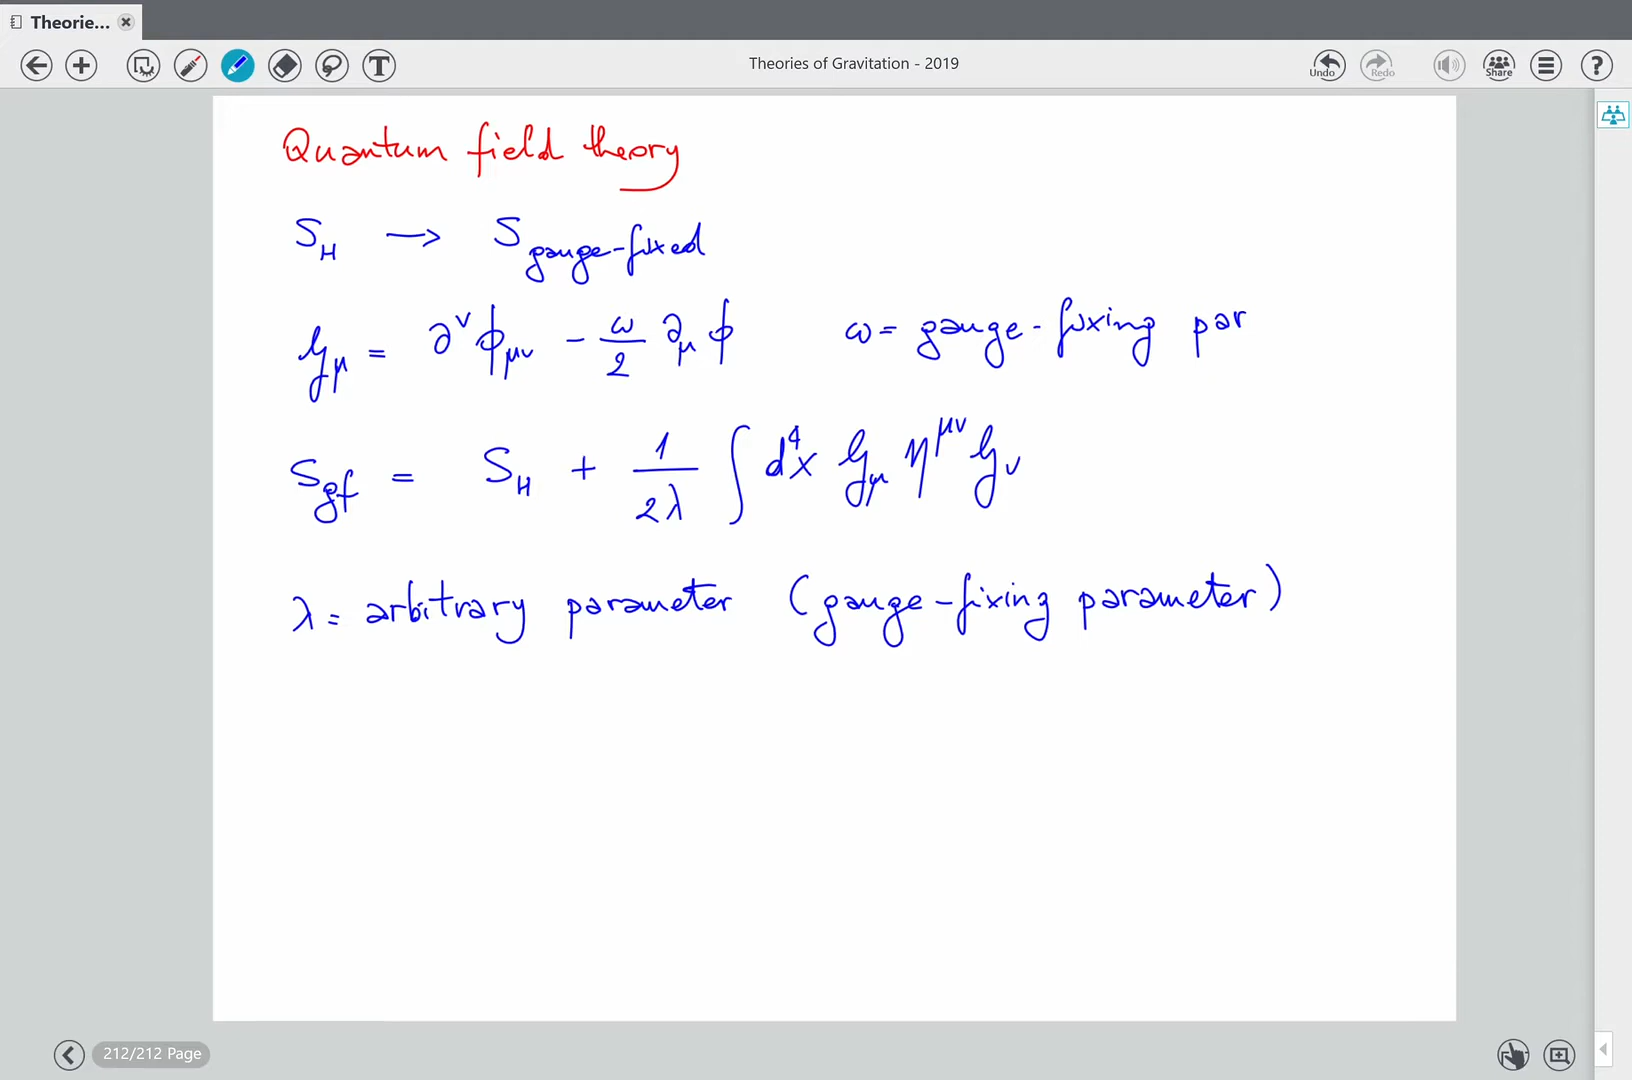 Theorie...
Theories of Gravitation - 2019
Undo
Redo
Share
?
T
Quantum field theory
S_H → S_gauge-fixed
𝒢_μ = ∂^ν ϕ_μν - ω/2 ∂_μ ϕ ω = gauge-fixing par
S_gf = S_H + 1/2λ ∫ d^4x 𝒢_μ η^μν 𝒢_ν
λ = arbitrary parameter (gauge-fixing parameter)
212/212 Page